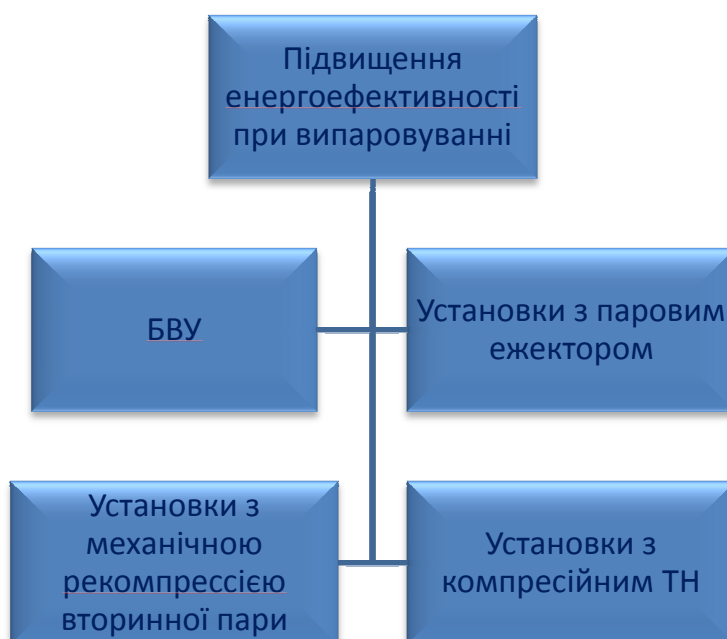 Підвищення
енергоефективності
при випаровуванні
БВУ
Установки з паровим
ежектором
Установки з
механічною
рекомпрессією
вторинної пари
Установки з
компресійним ТН